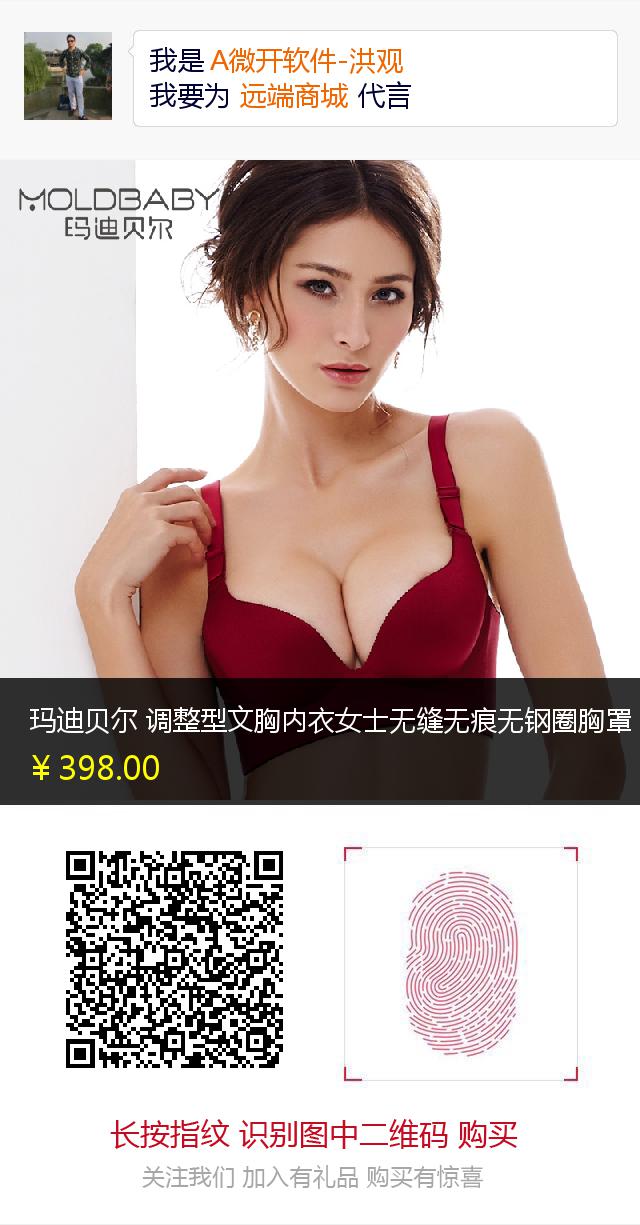 我是 A微开软件-洪观
我要为 远端商城 代言
MOLDBABY
玛迪贝尔
玛迪贝尔 调整型文胸内衣女士无缝无痕无钢圈胸罩
¥ 398.00
长按指纹 识别图中二维码 购买
关注我们 加入有礼品 购买有惊喜